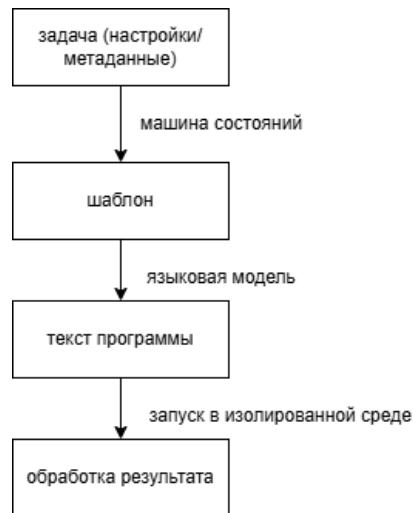 задача (настройки/
метаданные)
машина состояний
шаблон
языковая модель
текст программы
запуск в изолированной среде
обработка результата